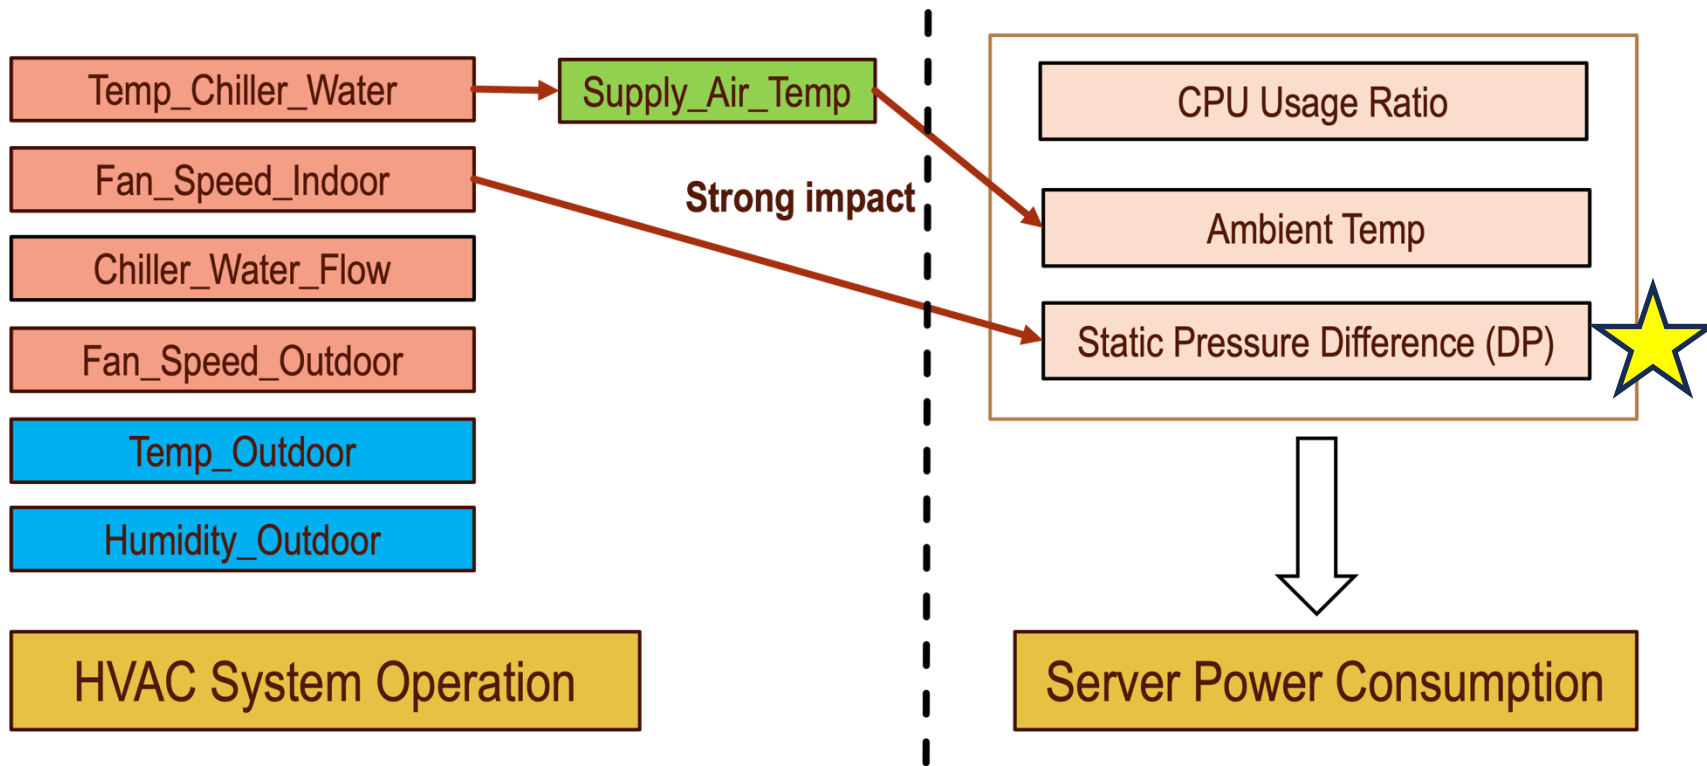 Temp_Chiller_Water
Supply_Air_Temp
CPU Usage Ratio
Fan_Speed_Indoor
Strong impact
Ambient Temp
Chiller_Water_Flow
Static Pressure Difference (DP)
Fan_Speed_Outdoor
Temp_Outdoor
Humidity_Outdoor
HVAC System Operation
Server Power Consumption